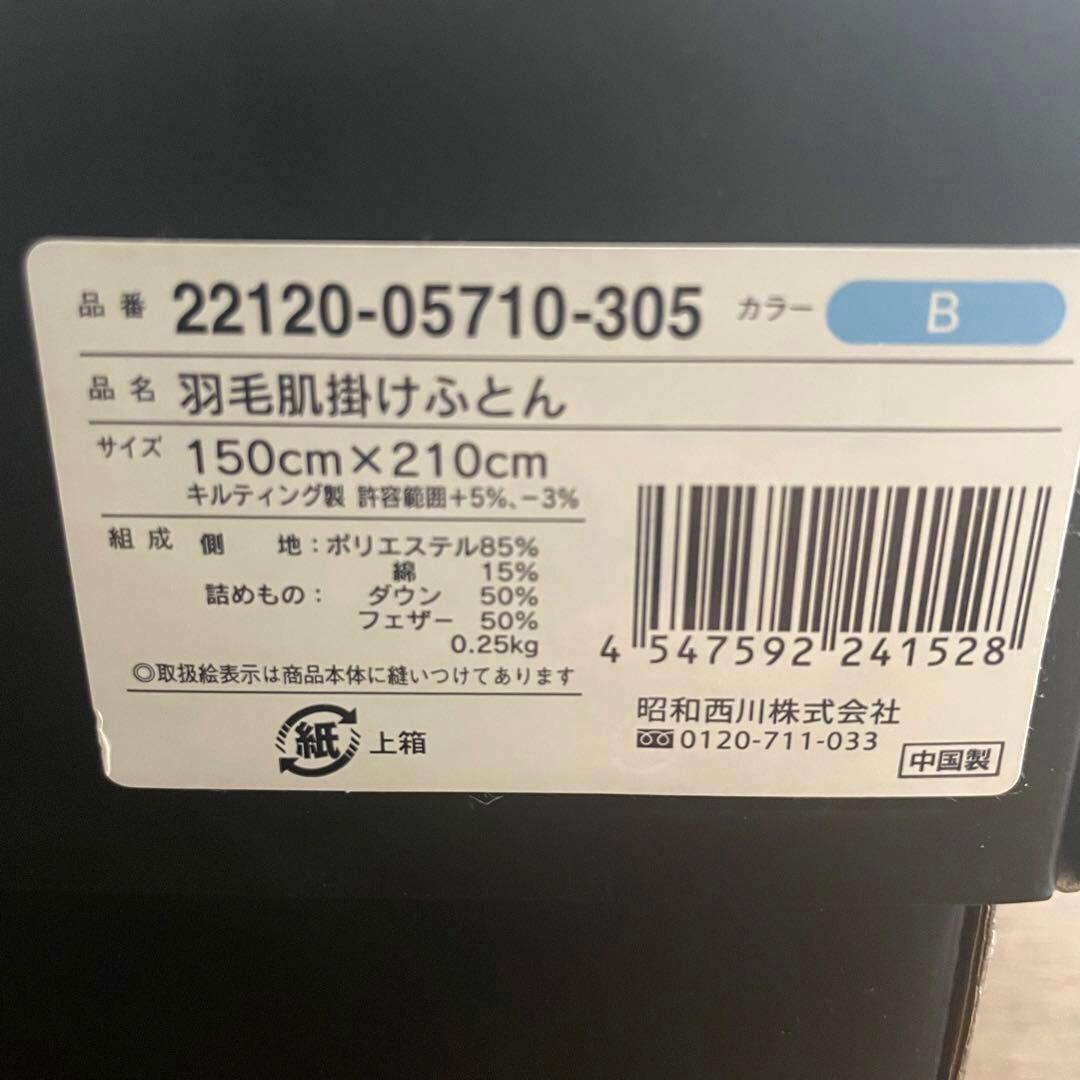 品番 22120-05710-305 カラー B
品名 羽毛肌掛けふとん
サイズ 150cm×210cm
キルティング製 許容範囲+5%、-3%
組成 側 地：ポリエステル85%
綿 15%
詰めもの： ダウン 50%
フェザー 50%
0.25kg
◎取扱絵表示は商品本体に縫いつけてあります
紙 上箱
4 547592 241528
昭和西川株式会社
0120-711-033
中国製